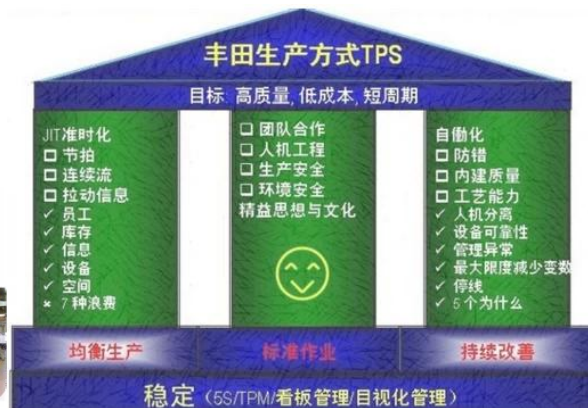 丰田生产方式TPS
目标: 高质量, 低成本, 短周期
JIT准时化
□ 节拍
□ 连续流
□ 拉动信息
✓ 员工
✓ 库存
✓ 信息
✓ 设备
✓ 空间
× 7种浪费
□ 团队合作
□ 人机工程
□ 生产安全
□ 环境安全
精益思想与文化
自働化
□ 防错
□ 内建质量
□ 工艺能力
✓ 人机分离
✓ 设备可靠性
✓ 管理异常
✓ 最大限度减少变数
✓ 停线
✓ 5个为什么
均衡生产
标准作业
持续改善
稳定（5S/TPM/看板管理/目视化管理）